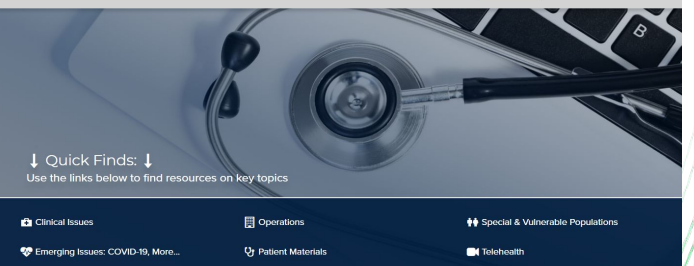 B
↓ Quick Finds: ↓
Use the links below to find resources on key topics
Clinical Issues
Operations
Special & Vulnerable Populations
Emerging Issues: COVID-19, More...
Patient Materials
Telehealth